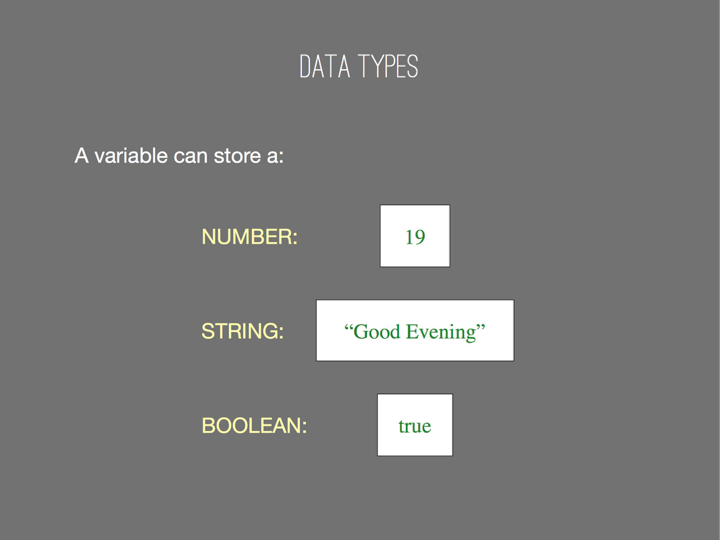 DATA TYPES
A variable can store a:
NUMBER: 19
STRING: “Good Evening”
BOOLEAN: true